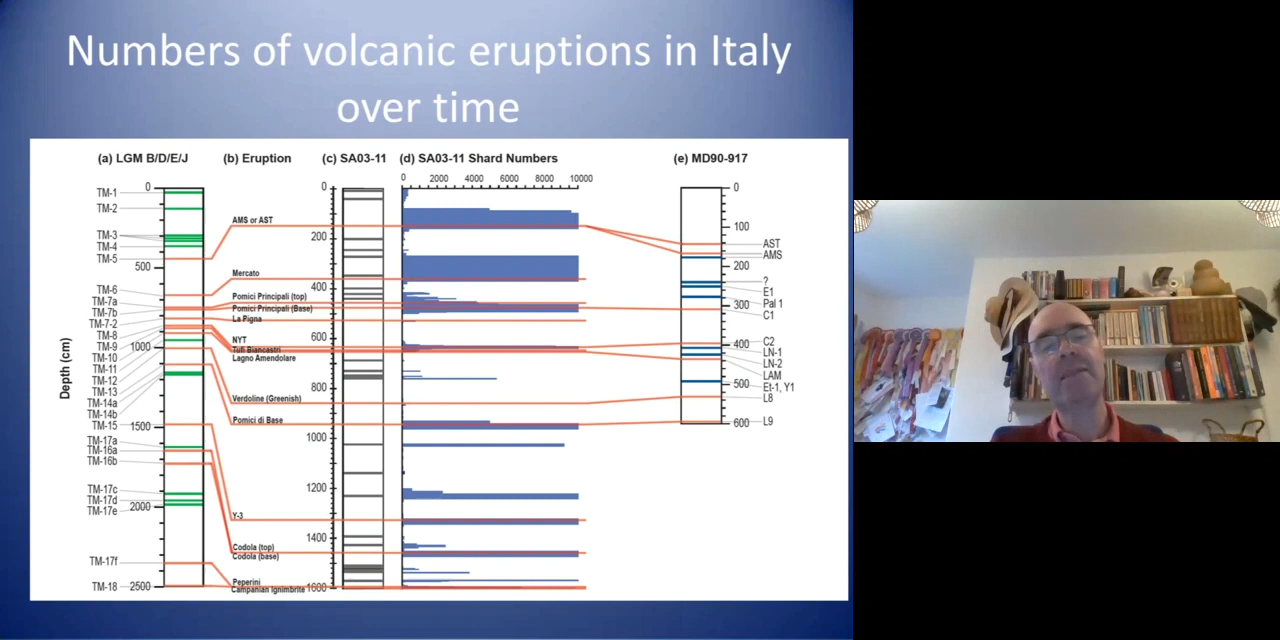 Numbers of volcanic eruptions in Italy
over time
(a) LGM B/D/E/J
(b) Eruption
(c) SA03-11
(d) SA03-11 Shard Numbers
(e) MD90-917
Depth (cm)
0
500
1000
1500
2000
2500
TM-1
TM-2
TM-3
TM-4
TM-5
TM-6
TM-7a
TM-7b
TM-7-2
TM-8
TM-9
TM-10
TM-11
TM-12
TM-13
TM-14a
TM-14b
TM-15
TM-17a
TM-16a
TM-16b
TM-17c
TM-17d
TM-17e
TM-17f
TM-18
AMS or AST
Mercato
Pomici Principali (top)
Pomici Principali (Base)
La Pigna
NYT
Tufi Biancastri
Lagno Amendolare
Verdoline (Greenish)
Pomici di Base
Y-3
Codola (top)
Codola (base)
Peperini
Campanian Ignimbrite
0
200
400
600
800
1000
1200
1400
1600
0 2000 4000 6000 8000 10000
0
100
200
300
400
500
600
AST
AMS
?
E1
Pal 1
C1
C2
LN-1
LN-2
LAM
Et-1, Y1
L8
L9